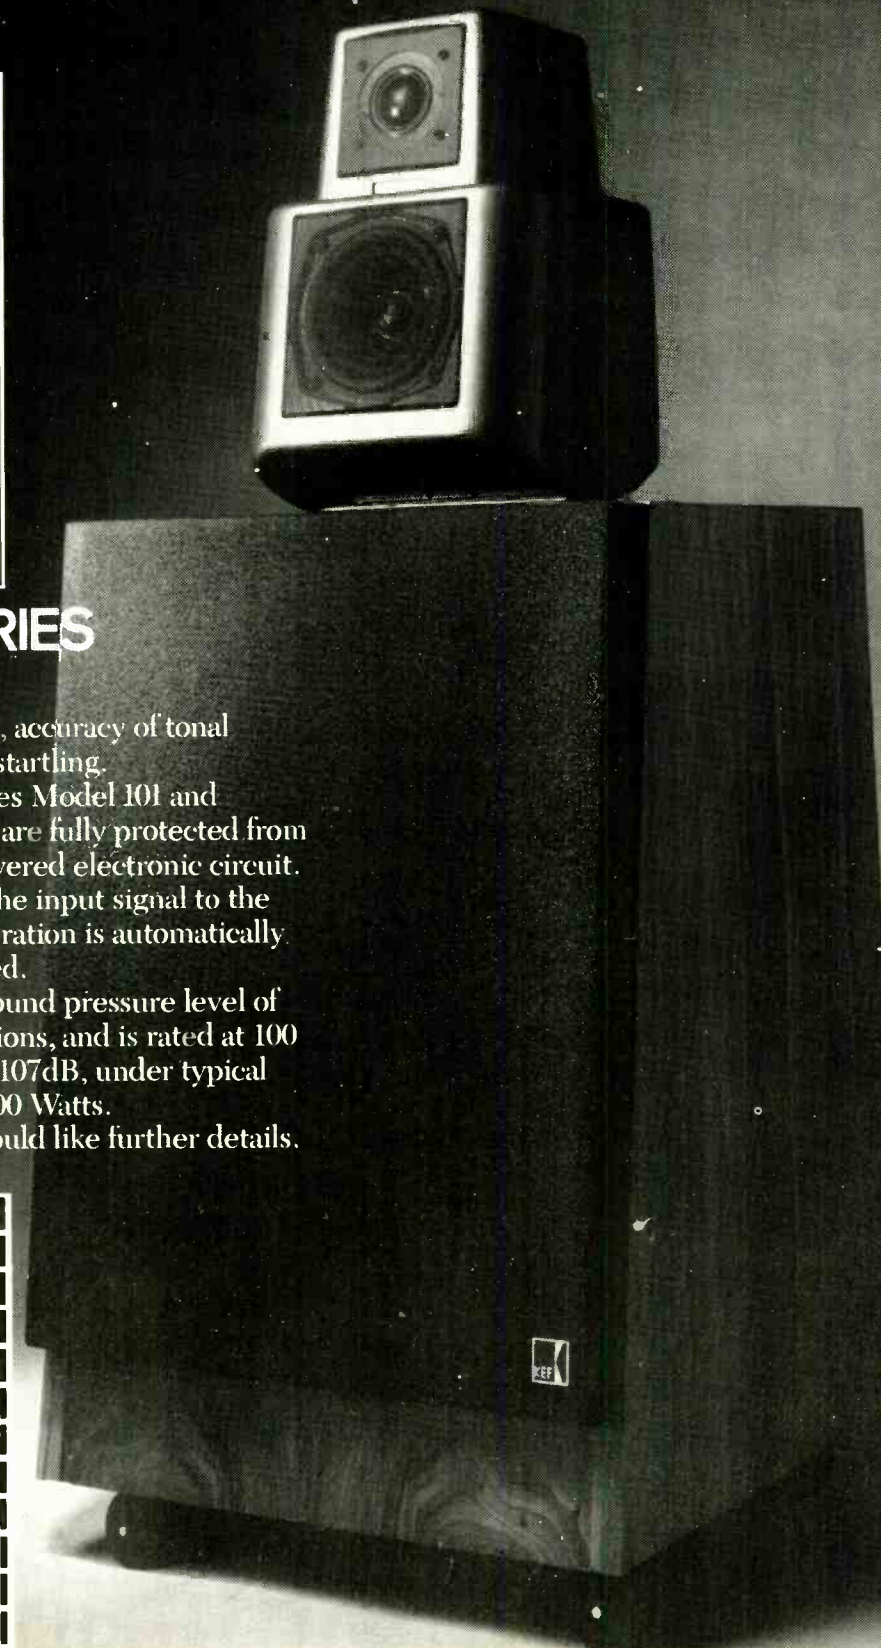 RIES
, accuracy of tonal
startling.
es Model 101 and
are fully protected from
vered electronic circuit.
he input signal to the
ration is automatically
ed.
ound pressure level of
ions, and is rated at 100
107dB, under typical
00 Watts.
ould like further details.
KEF